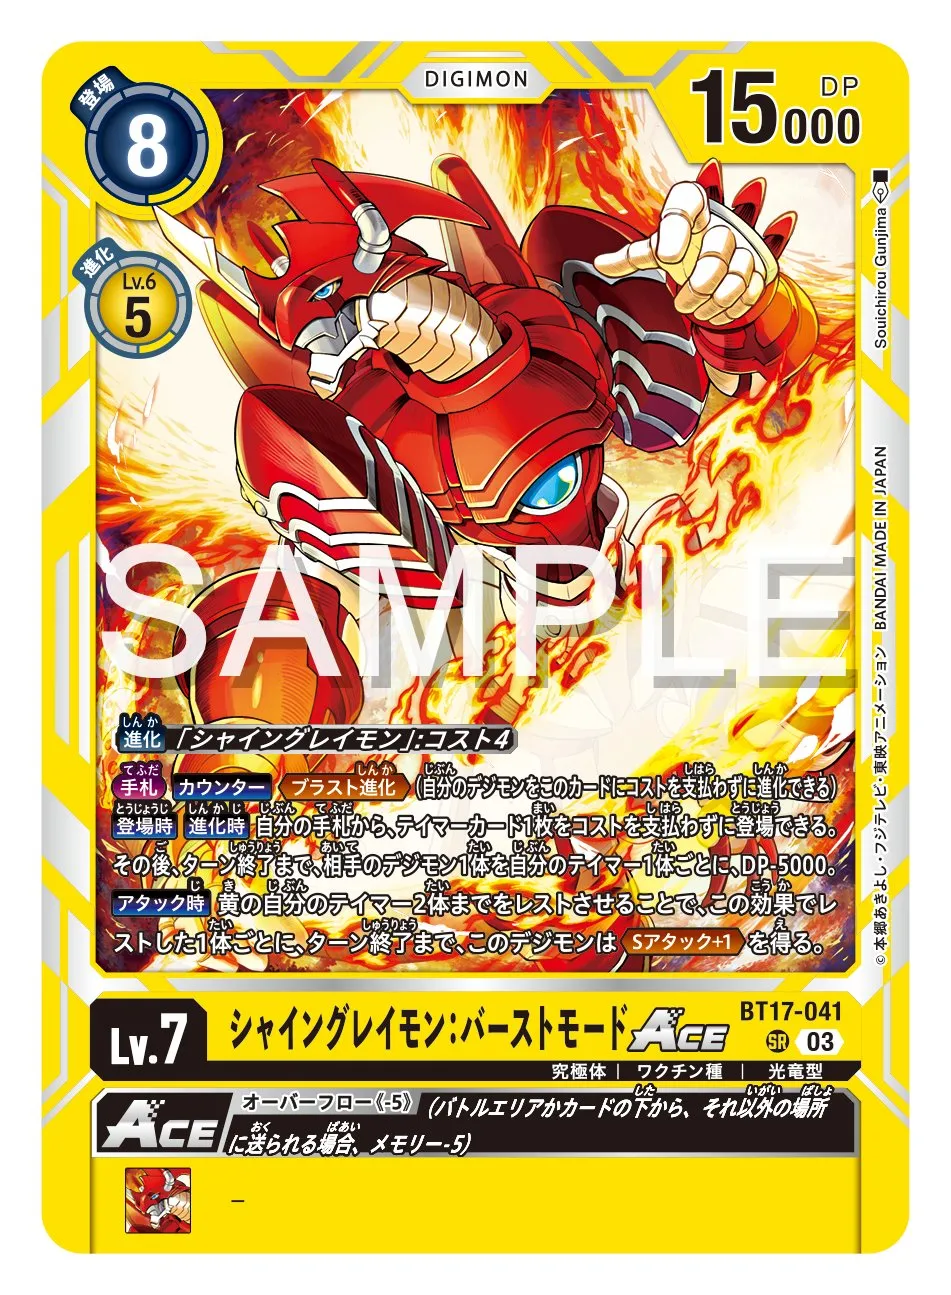 DIGIMON
登場
8
15000
DP
進化
Lv.6
5
Souichirou Gunjima
SAMPLE
進化 「シャイングレイモン」:コスト4
手札 カウンター ブラスト進化 (自分のデジモンをこのカードにコストを支払わずに進化できる)
登場時 進化時 自分の手札から、テイマーカード1枚をコストを支払わずに登場できる。
その後、ターン終了まで、相手のデジモン1体を自分のテイマー1体ごとに、DP-5000。
アタック時 黄の自分のテイマー2体までをレストさせることで、この効果でレ
ストした1体ごとに、ターン終了まで、このデジモンは Sアタック+1 を得る。
©本郷あきよし・フジテレビ・東映アニメーション BANDAI MADE IN JAPAN
Lv.7
シャイングレイモン:バーストモード ACE
BT17-041
SR 03
究極体 | ワクチン種 | 光竜型
ACE
オーバーフロー《-5》 (バトルエリアかカードの下から、それ以外の場所
に送られる場合、メモリー-5)
–